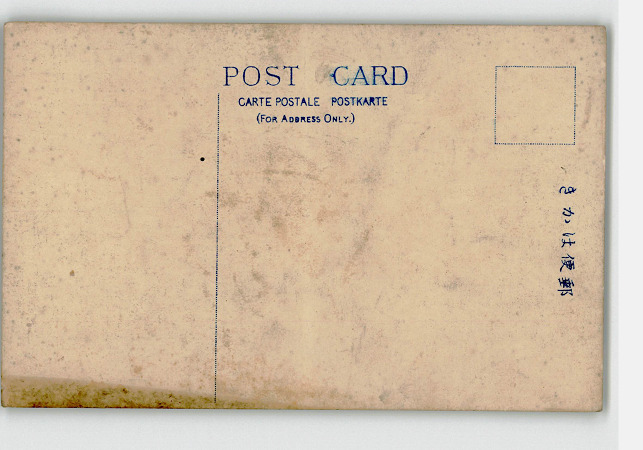 POST CARD
CARTE POSTALE POSTKARTE
(FOR ADDRESS ONLY.)
きかは便郵